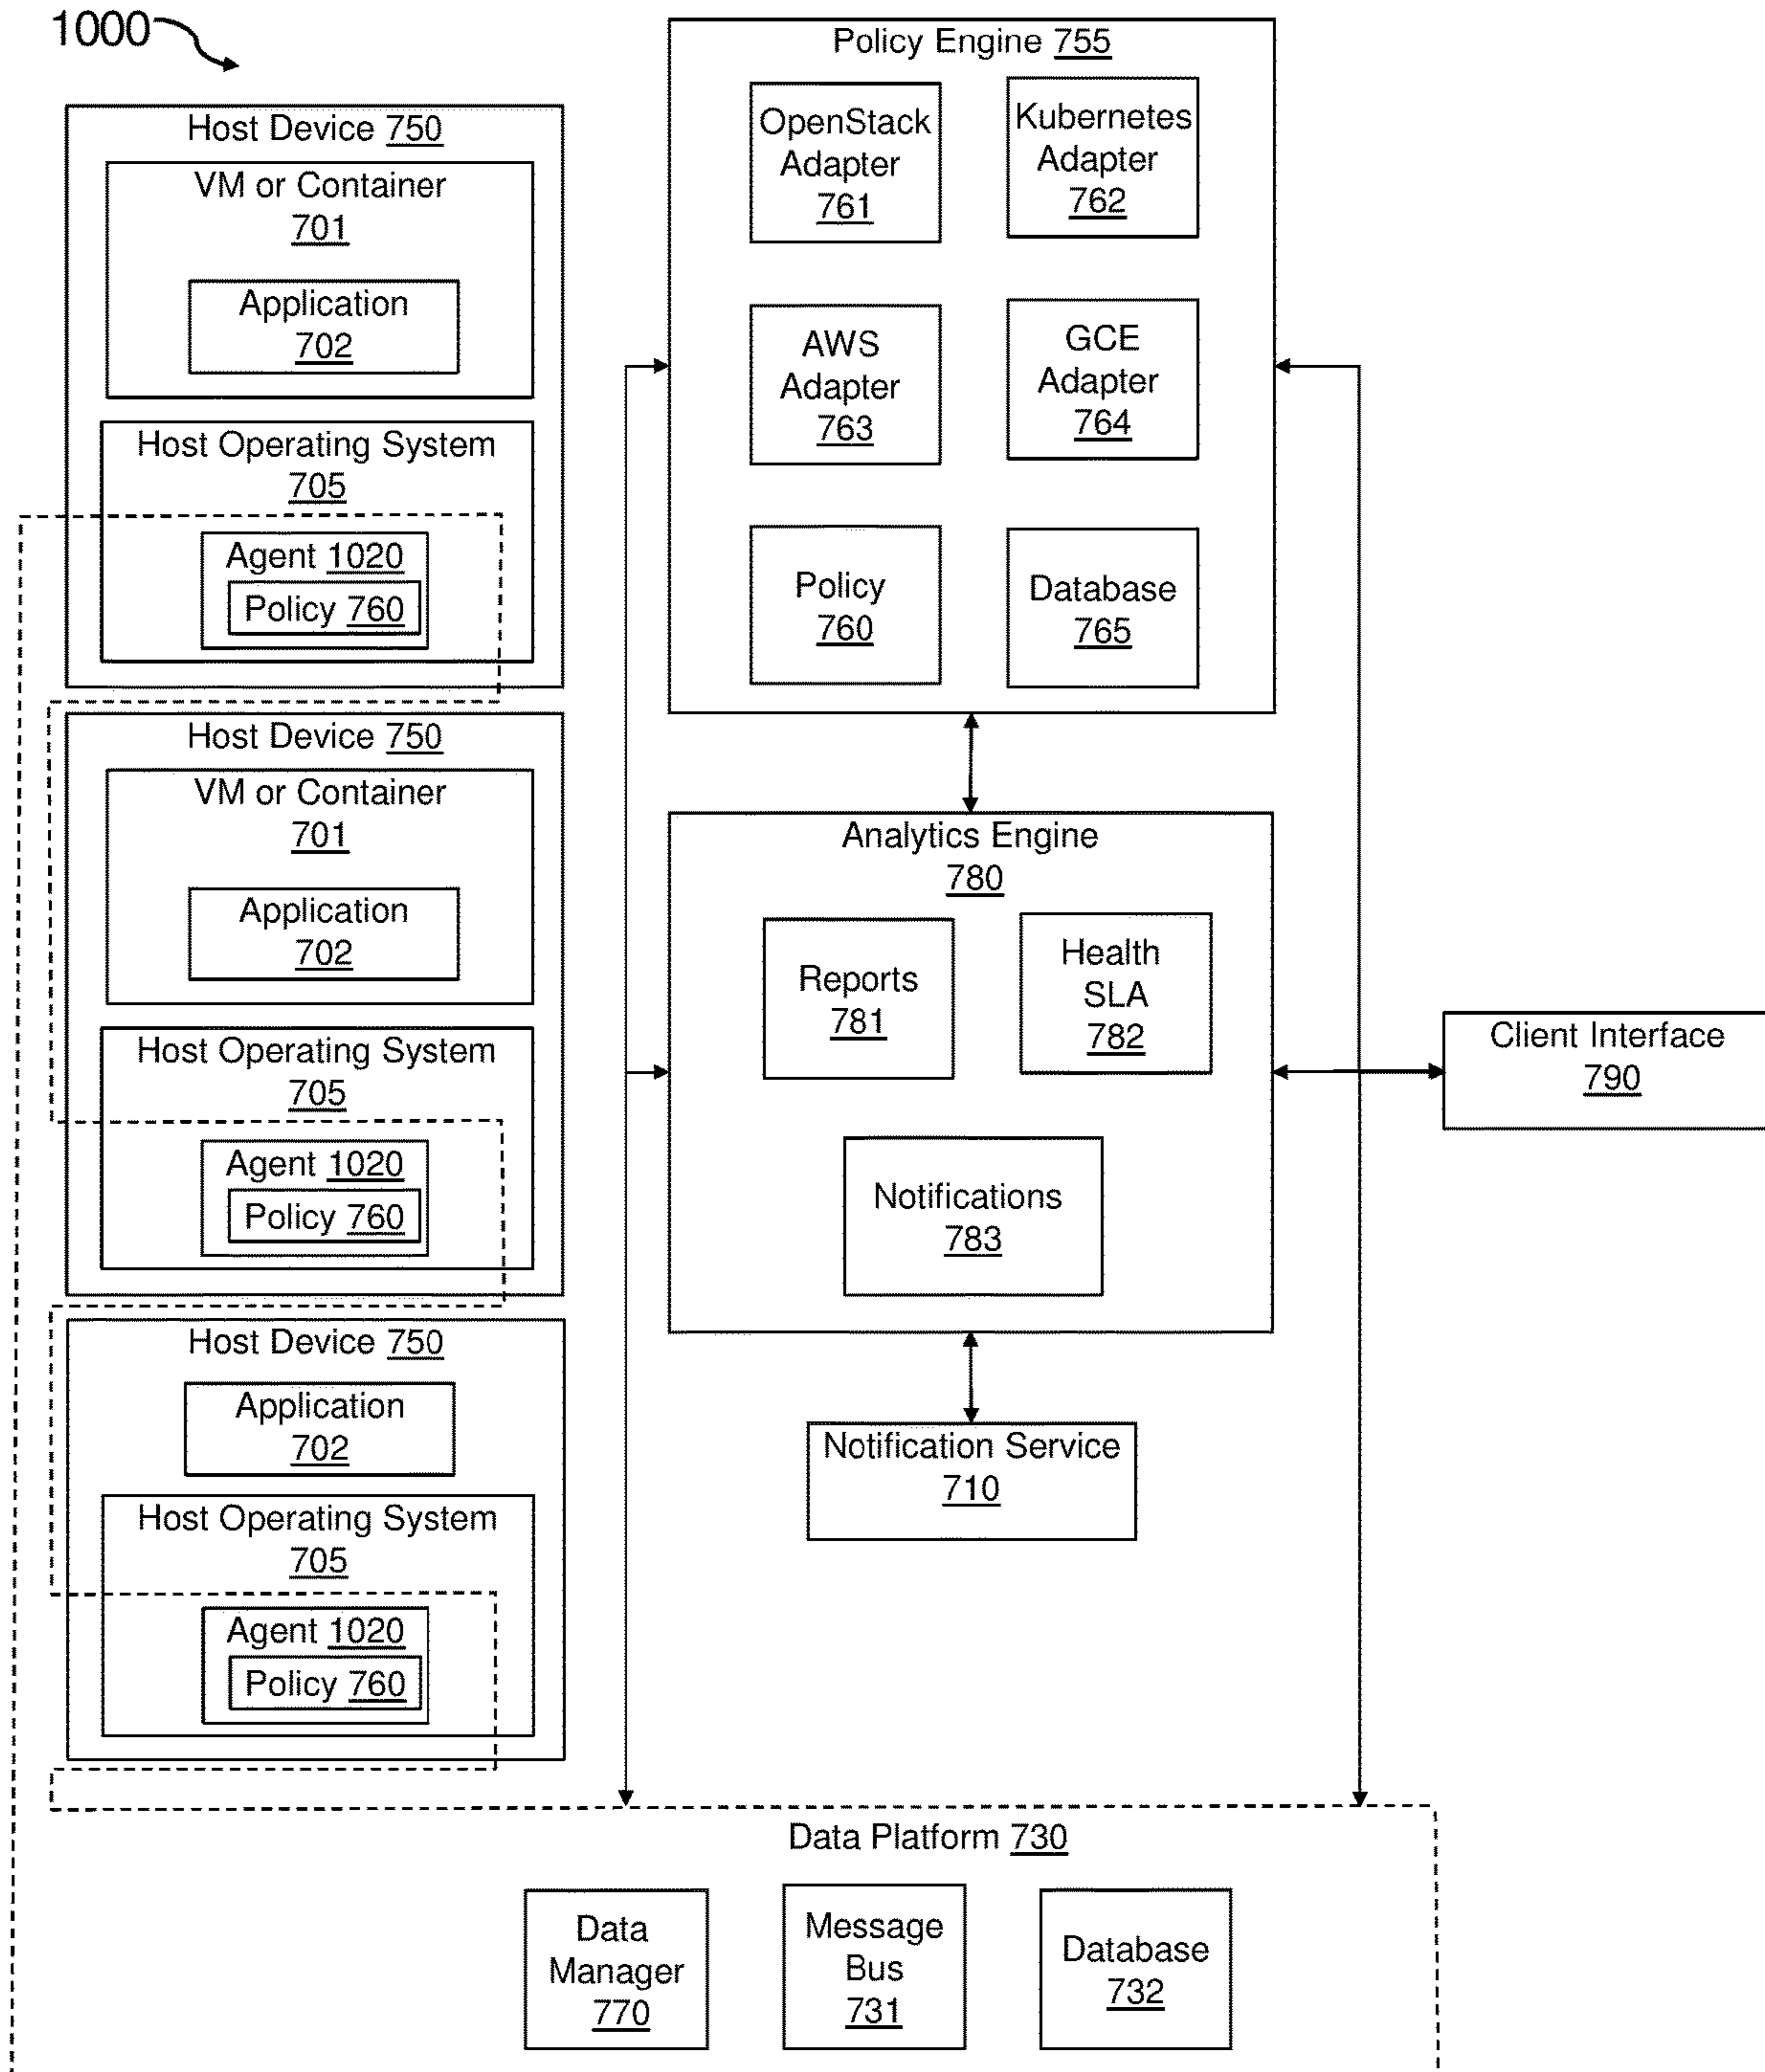 1000
Host Device 750
VM or Container
701
Application
702
Host Operating System
705
Agent 1020
Policy 760
Host Device 750
VM or Container
701
Application
702
Host Operating System
705
Agent 1020
Policy 760
Host Device 750
Application
702
Host Operating System
705
Agent 1020
Policy 760
Policy Engine 755
OpenStack
Adapter
761
Kubernetes
Adapter
762
AWS
Adapter
763
GCE
Adapter
764
Policy
760
Database
765
Analytics Engine
780
Reports
781
Health
SLA
782
Notifications
783
Notification Service
710
Client Interface
790
Data Platform 730
Data
Manager
770
Message
Bus
731
Database
732